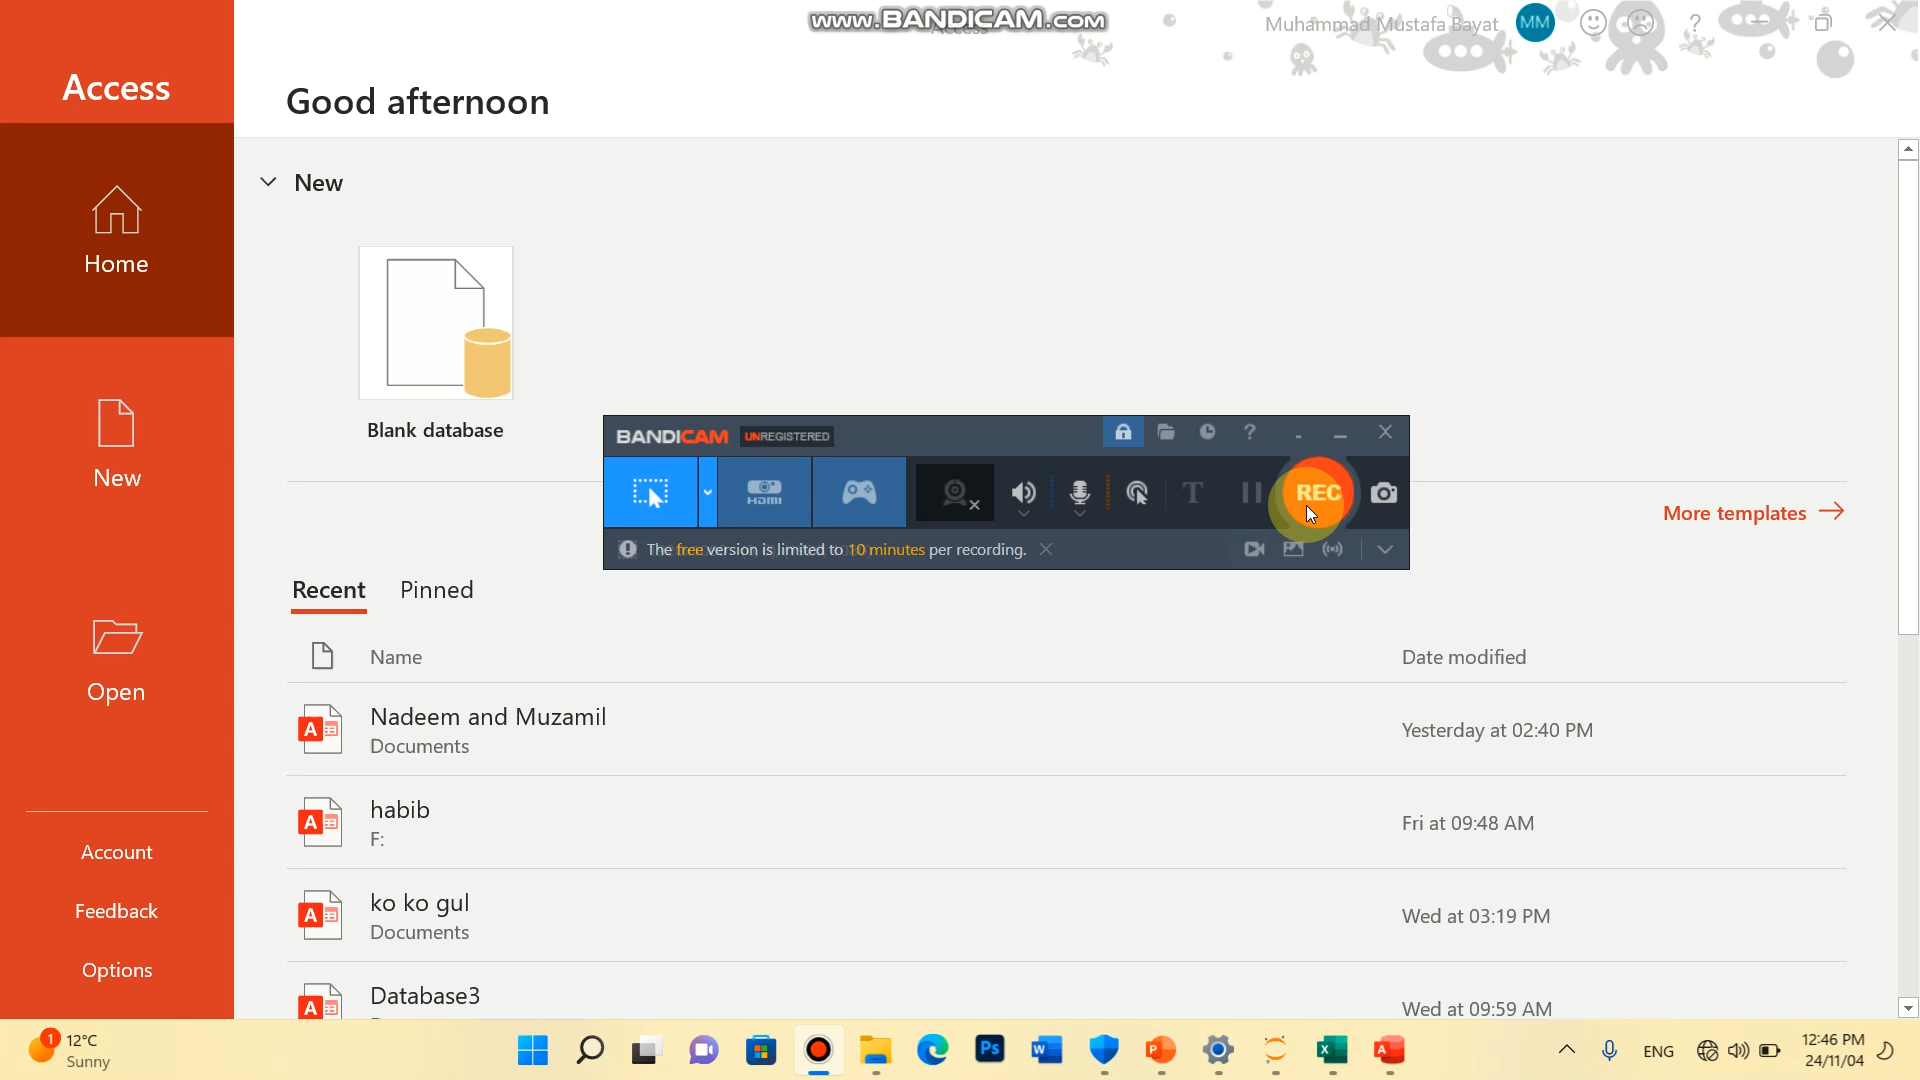 www.BANDICAM.com
Access
Muhammad Mustafa Bayat
MM
?
Access
Good afternoon
Home
New
Open
Account
Feedback
Options
New
Blank database
More templates
BANDICAM
UNREGISTERED
?
HDMI
T
REC
The free version is limited to 10 minutes per recording.
Recent
Pinned
Name
Date modified
Nadeem and Muzamil
Documents
Yesterday at 02:40 PM
habib
F:
Fri at 09:48 AM
ko ko gul
Documents
Wed at 03:19 PM
Database3
Wed at 09:59 AM
1
12°C
Sunny
Ps
W
P
X
A
ENG
12:46 PM
24/11/04